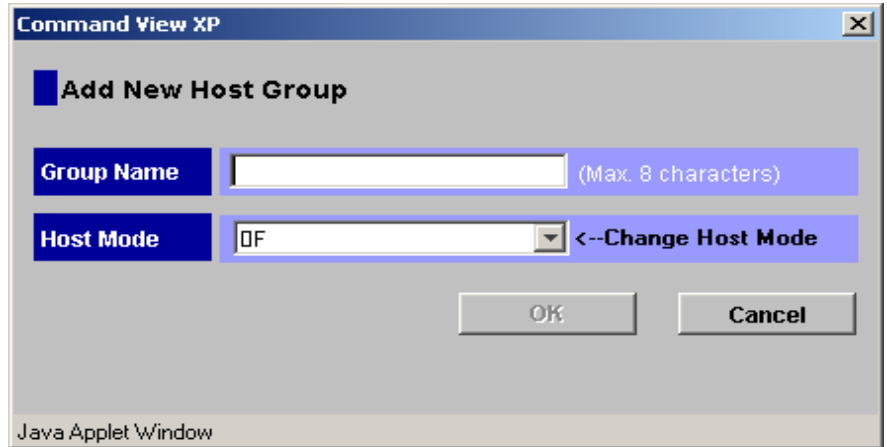 Command View XP
Add New Host Group
Group Name (Max. 8 characters)
Host Mode 0F <--Change Host Mode
OK Cancel
Java Applet Window